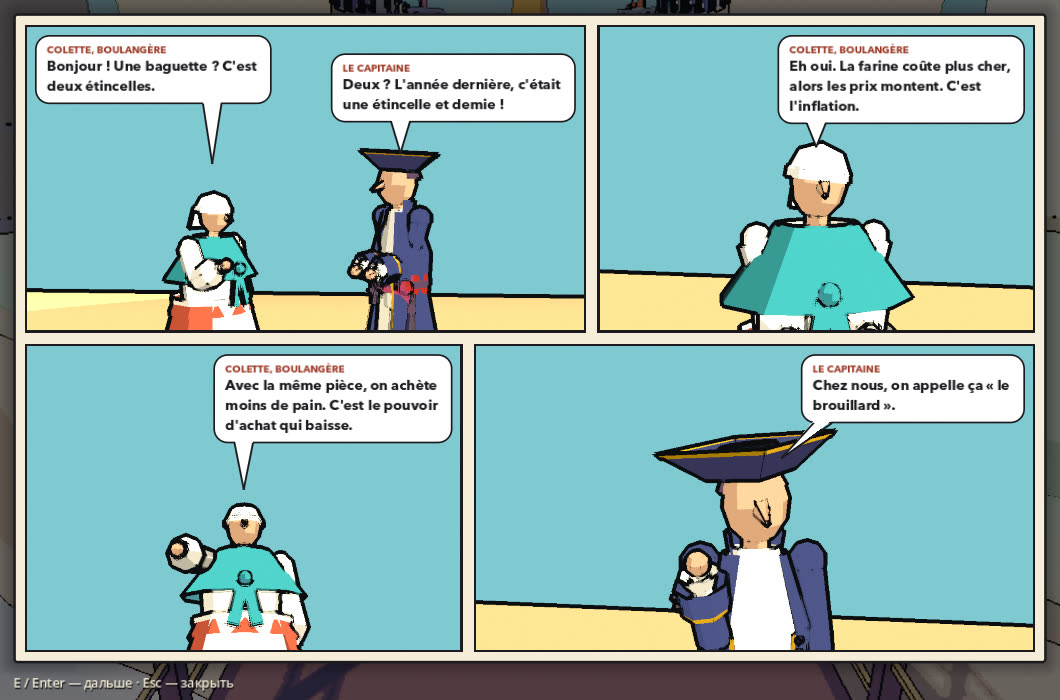 COLETTE, BOULANGÈRE
Bonjour ! Une baguette ? C'est
deux étincelles.
LE CAPITAINE
Deux ? L'année dernière, c'était
une étincelle et demie !
COLETTE, BOULANGÈRE
Eh oui. La farine coûte plus cher,
alors les prix montent. C'est
l'inflation.
COLETTE, BOULANGÈRE
Avec la même pièce, on achète
moins de pain. C'est le pouvoir
d'achat qui baisse.
LE CAPITAINE
Chez nous, on appelle ça « le
brouillard ».
E / Enter — дальше · Esc — закрыть